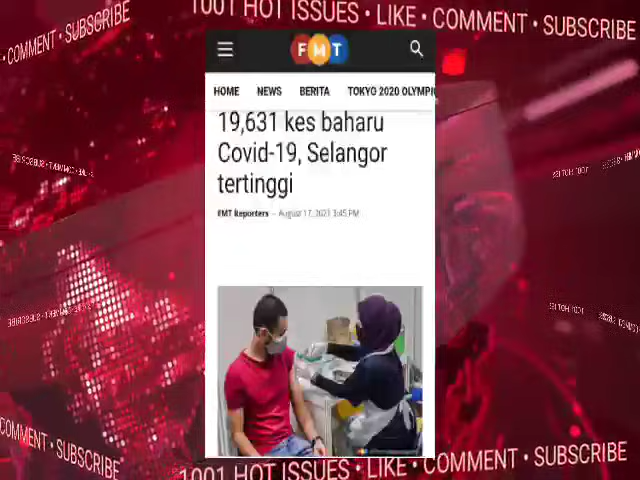 1001 HOT ISSUES • LIKE • COMMENT • SUBSCRIBE
• COMMENT • SUBSCRIBE
FMT
HOME NEWS BERITA TOKYO 2020 OLYMPI
19,631 kes baharu
Covid-19, Selangor
tertinggi
FMT Reporters - August 17, 2021 3:45 PM
COMMENT • SUBSCRIBE
1001 HOT ISSUES • LIKE • COMMENT • SUBSCRIBE